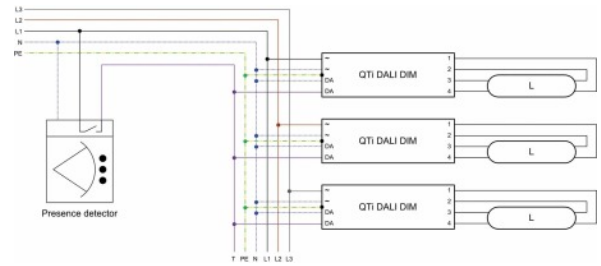 L3
L2
L1
N
PE
~
~
DA
DA
QTi DALI DIM
1
2
3
4
L
~
~
DA
DA
QTi DALI DIM
1
2
3
4
L
~
~
DA
DA
QTi DALI DIM
1
2
3
4
L
Presence detector
T PE N L1 L2 L3